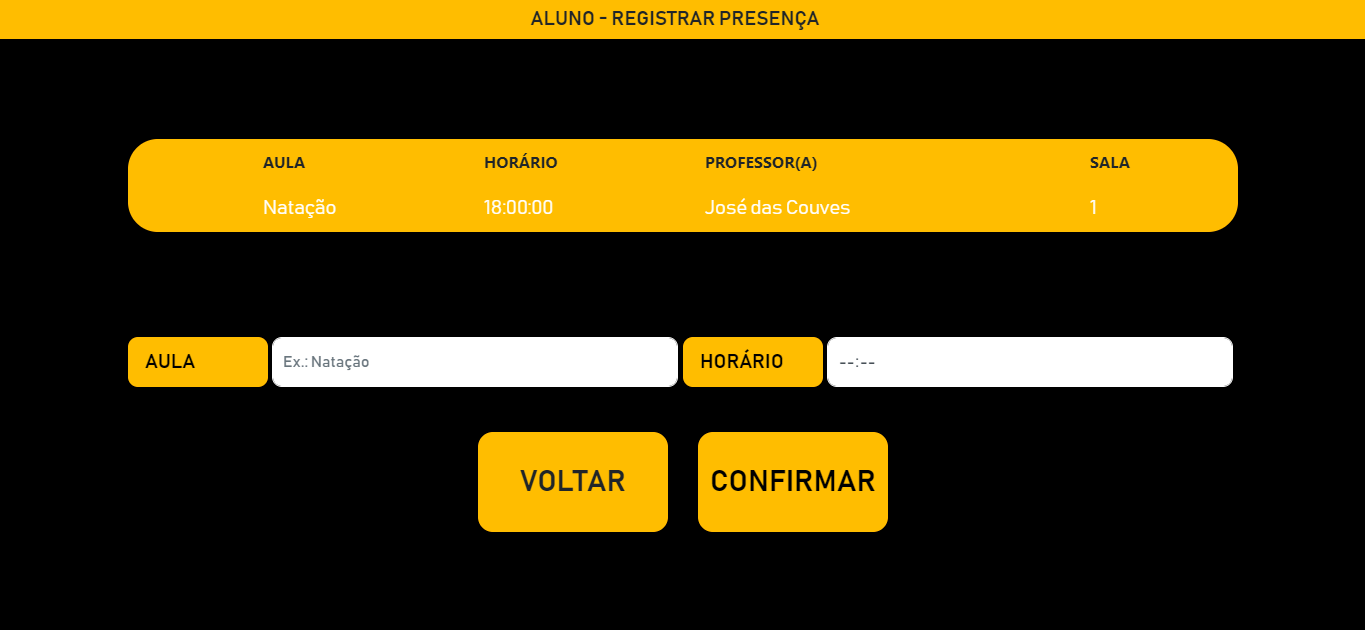 ALUNO - REGISTRAR PRESENÇA
AULA HORÁRIO PROFESSOR(A) SALA
Natação 18:00:00 José das Couves 1
AULA Ex.: Natação HORÁRIO --:--
VOLTAR CONFIRMAR